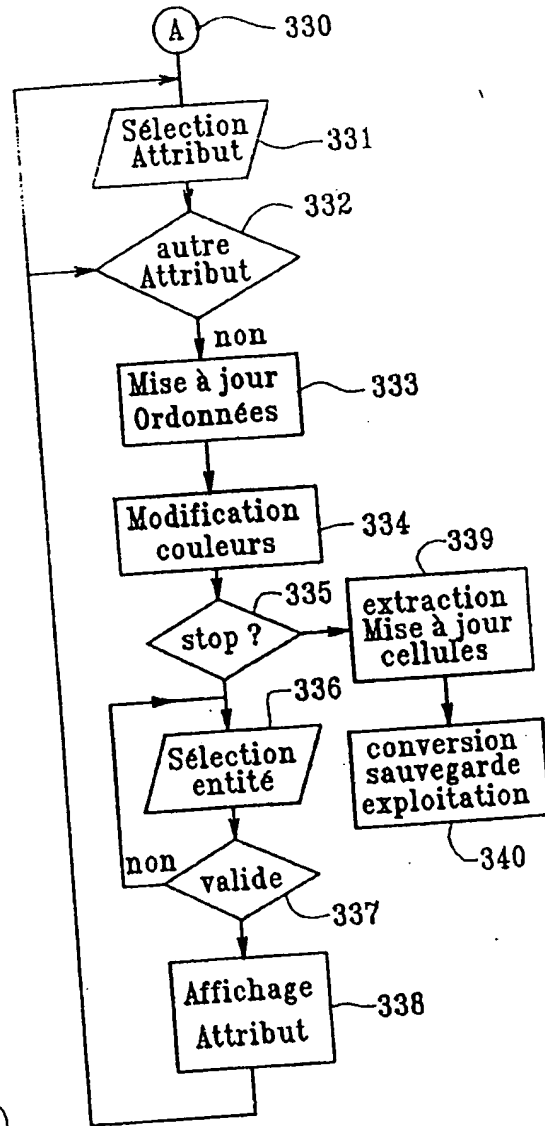 A
330
Sélection
Attribut
331
332
autre
Attribut
non
Mise à jour
Ordonnées
333
Modification
couleurs
334
335
stop ?
339
extraction
Mise à jour
cellules
336
Sélection
entité
conversion
sauvegarde
exploitation
340
non
valide
337
Affichage
Attribut
338